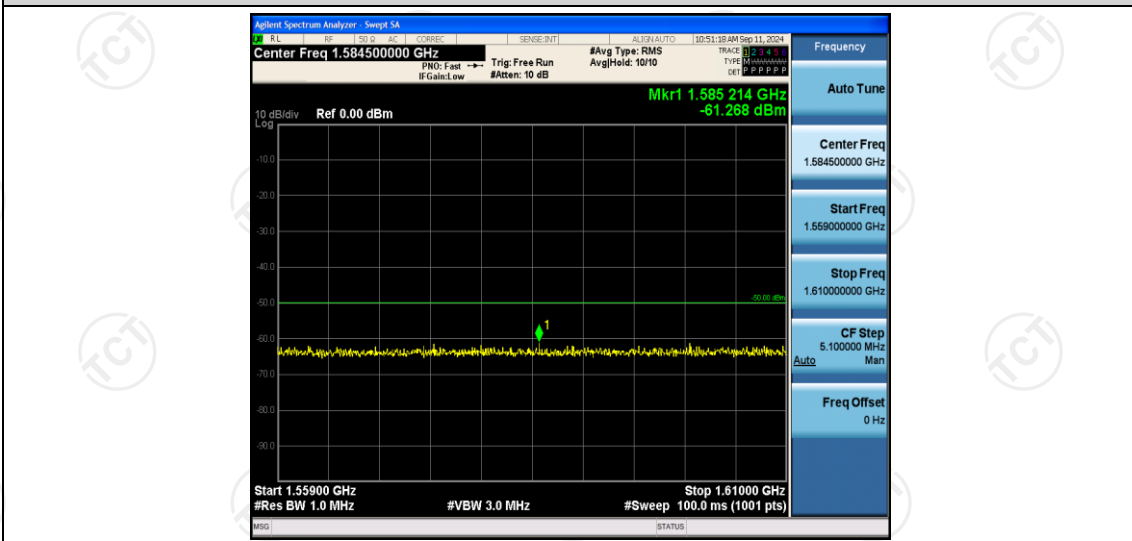 Agilent Spectrum Analyzer - Swept SA
RL RF 50 Ω AC CORREC SENSE:INT ALIGN AUTO 10:51:18 AM Sep 11, 2024
Center Freq 1.584500000 GHz
PNO: Fast
IFGain:Low
Trig: Free Run
#Atten: 10 dB
#Avg Type: RMS
Avg|Hold: 10/10
TRACE 1 2 3 4 5 6
TYPE M
DET P P P P P P
Mkr1 1.585 214 GHz
-61.268 dBm
10 dB/div Ref 0.00 dBm
Log
-10.0
-20.0
-30.0
-40.0
-50.0
-50.00 dBm
-60.0
1
-70.0
-80.0
-90.0
Start 1.55900 GHz Stop 1.61000 GHz
#Res BW 1.0 MHz #VBW 3.0 MHz #Sweep 100.0 ms (1001 pts)
MSG STATUS
Frequency
Auto Tune
Center Freq
1.584500000 GHz
Start Freq
1.559000000 GHz
Stop Freq
1.610000000 GHz
CF Step
5.100000 MHz
Auto Man
Freq Offset
0 Hz
TCT
TCT
TCT
TCT